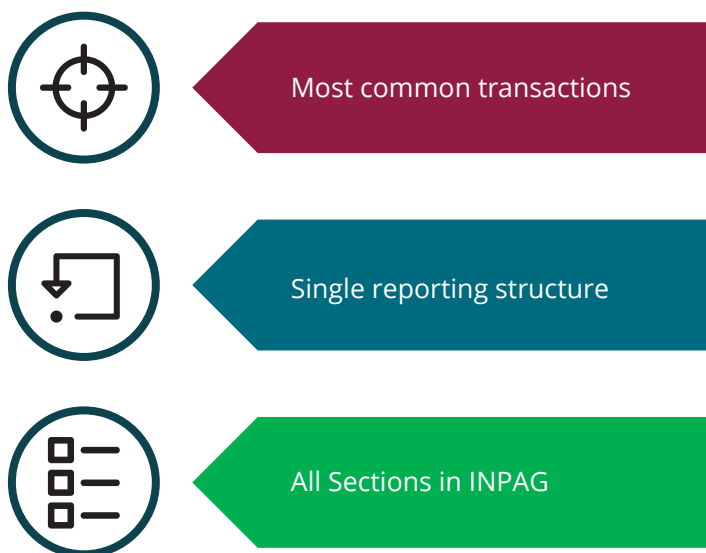 Most common transactions
Single reporting structure
All Sections in INPAG